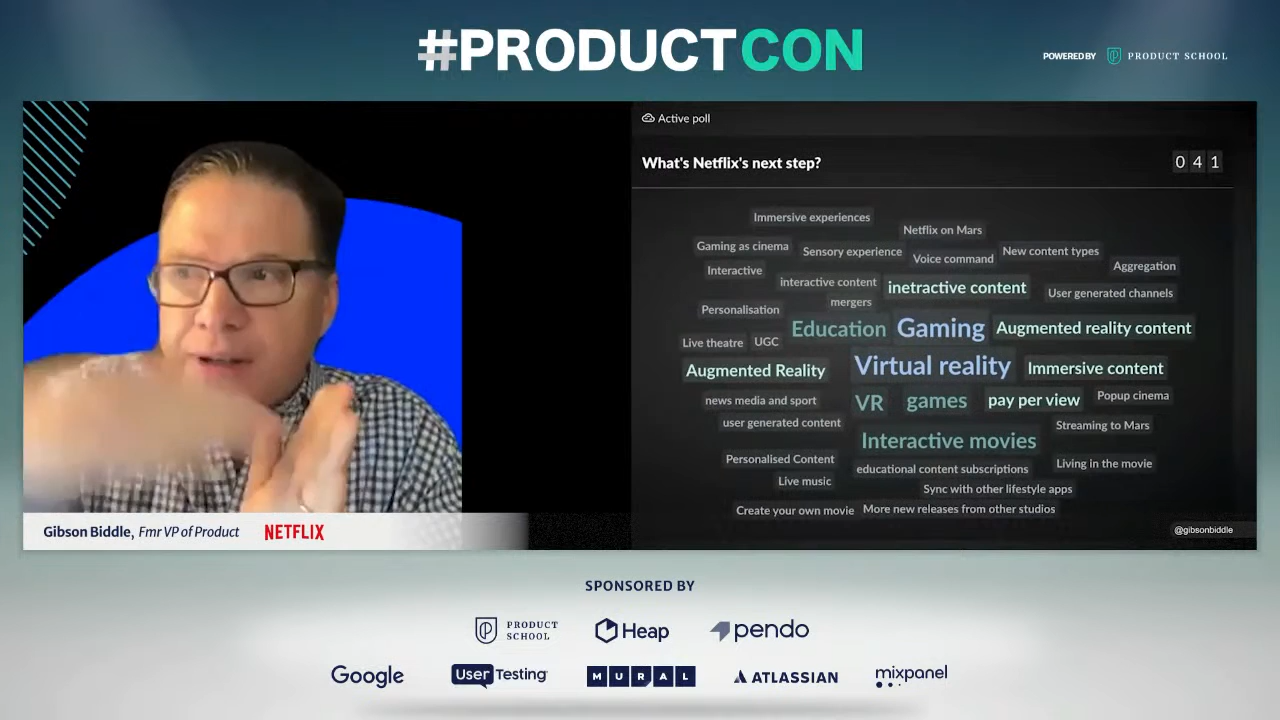 #PRODUCTCON
POWERED BY PRODUCT SCHOOL
Active poll
What's Netflix's next step?
0 4 1
Immersive experiences
Netflix on Mars
Gaming as cinema
Sensory experience
Voice command
New content types
Interactive
Aggregation
interactive content
inetractive content
User generated channels
mergers
Personalisation
Education
Gaming
Augmented reality content
Live theatre
UGC
Augmented Reality
Virtual reality
Immersive content
news media and sport
VR
games
pay per view
Popup cinema
user generated content
Interactive movies
Streaming to Mars
Personalised Content
educational content subscriptions
Living in the movie
Live music
Sync with other lifestyle apps
Create your own movie
More new releases from other studios
@gibsonbiddle
Gibson Biddle, Fmr VP of Product NETFLIX
SPONSORED BY
PRODUCT SCHOOL
Heap
pendo
Google
UserTesting
MURAL
ATLASSIAN
mixpanel